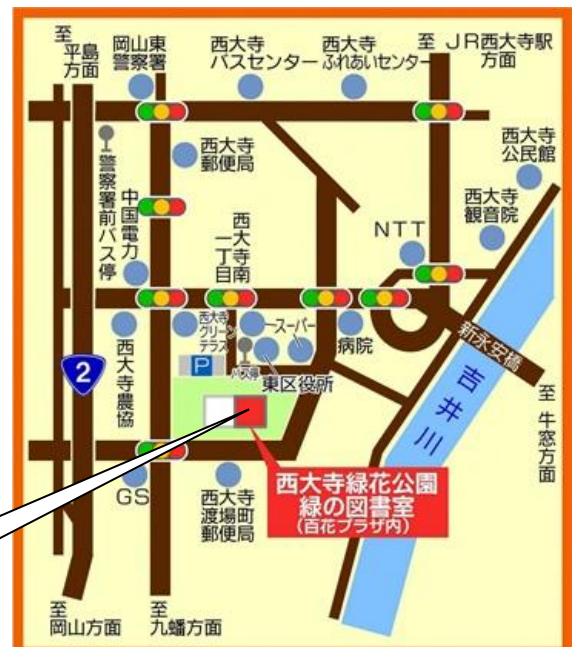 至
平島
方面
岡山東
警察署
西大寺
バスセンター
西大寺
ふれあいセンター
至 JR西大寺駅
方面
西大寺
公民館
西大寺
観音院
警察署前バス停
西大寺
郵便局
中国電力
西大寺南
一丁目
NTT
西大寺
グリーン
テラス
スーパー
病院
新永安橋
2
西大寺農協
P
バス停
東区役所
吉井川
至 牛窓方面
GS
西大寺
渡場町
郵便局
西大寺緑花公園
緑の図書室
(百花プラザ内)
至
岡山方面
至
九蟠方面